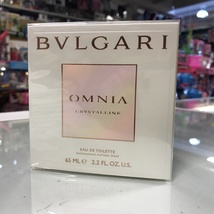 BVLGARI
OMNIA
CRYSTALLINE
EAU DE TOILETTE
65 ML ℮ 2.2 FL. OZ. U.S.